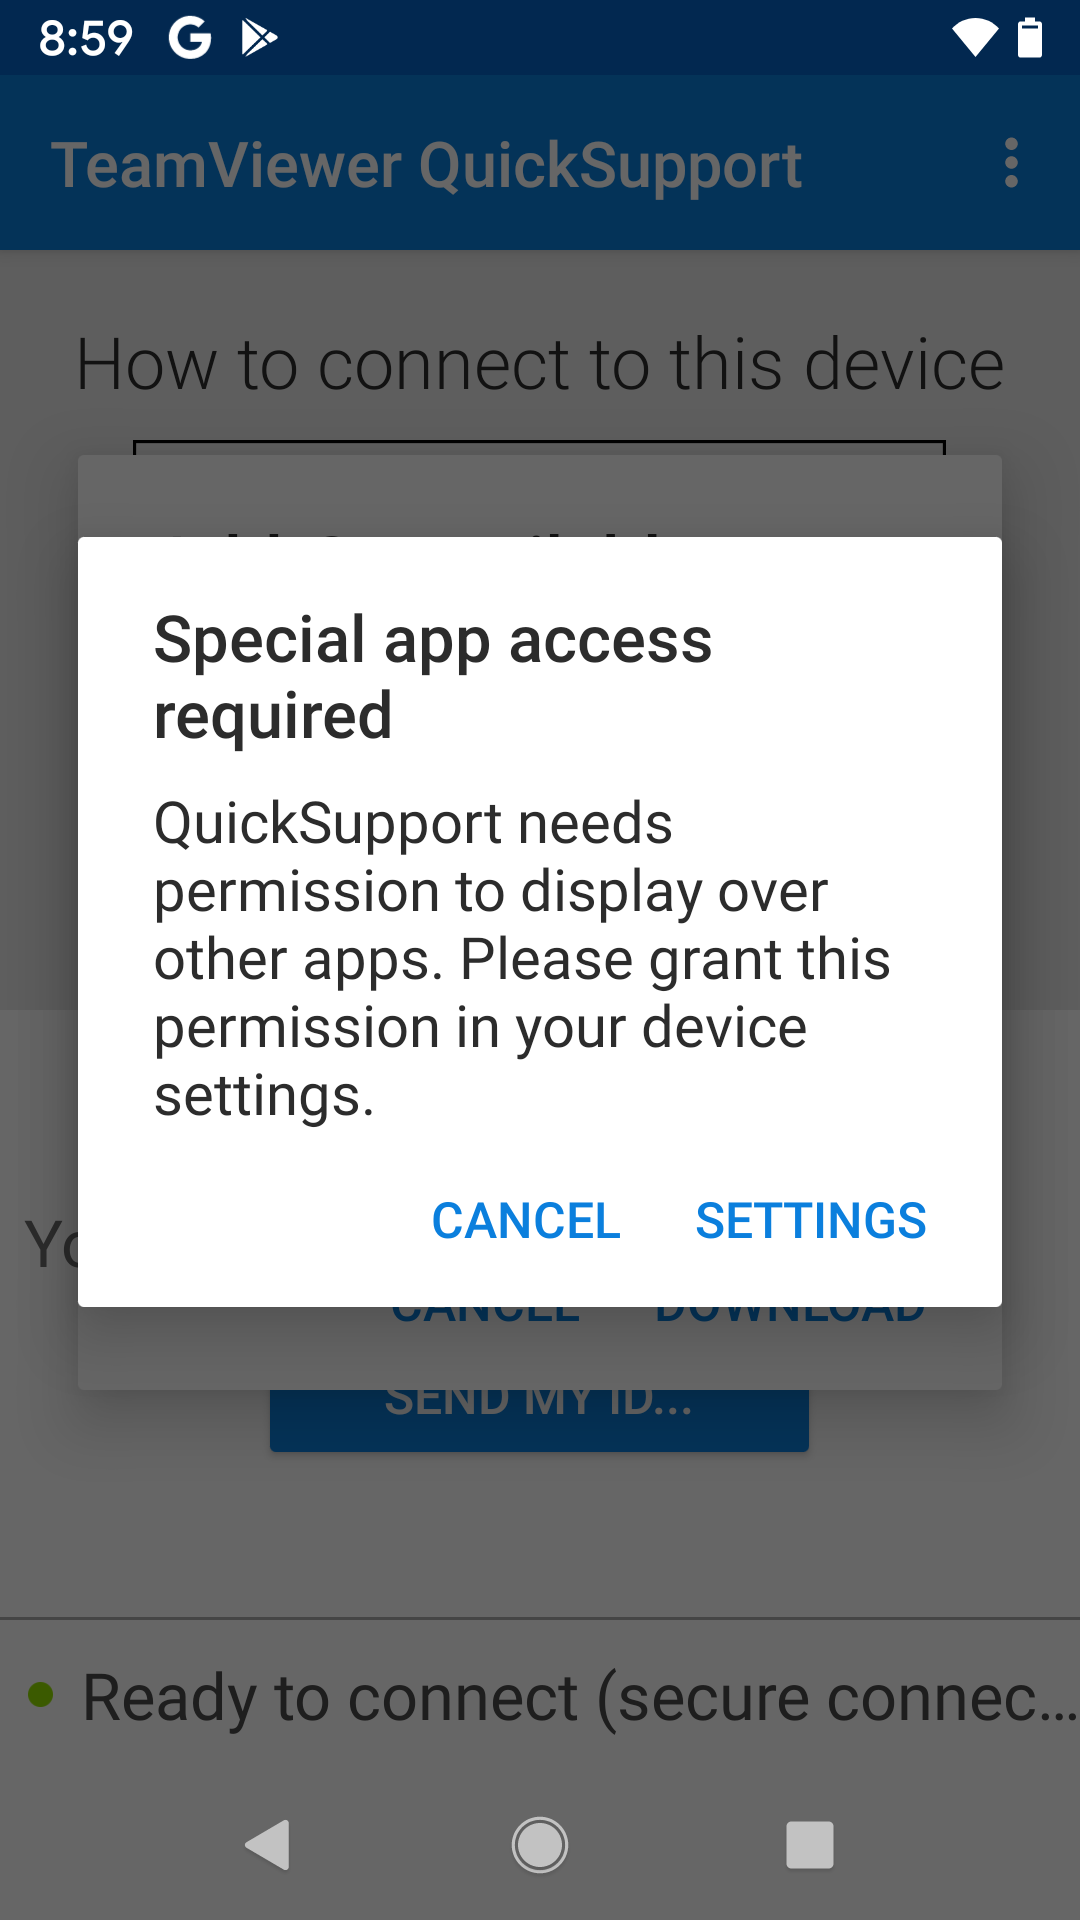 8:59
TeamViewer QuickSupport
How to connect to this device
Special app access
required
QuickSupport needs
permission to display over
other apps. Please grant this
permission in your device
settings.
CANCEL SETTINGS
CANCEL DOWNLOAD
SEND MY ID...
Ready to connect (secure connec...